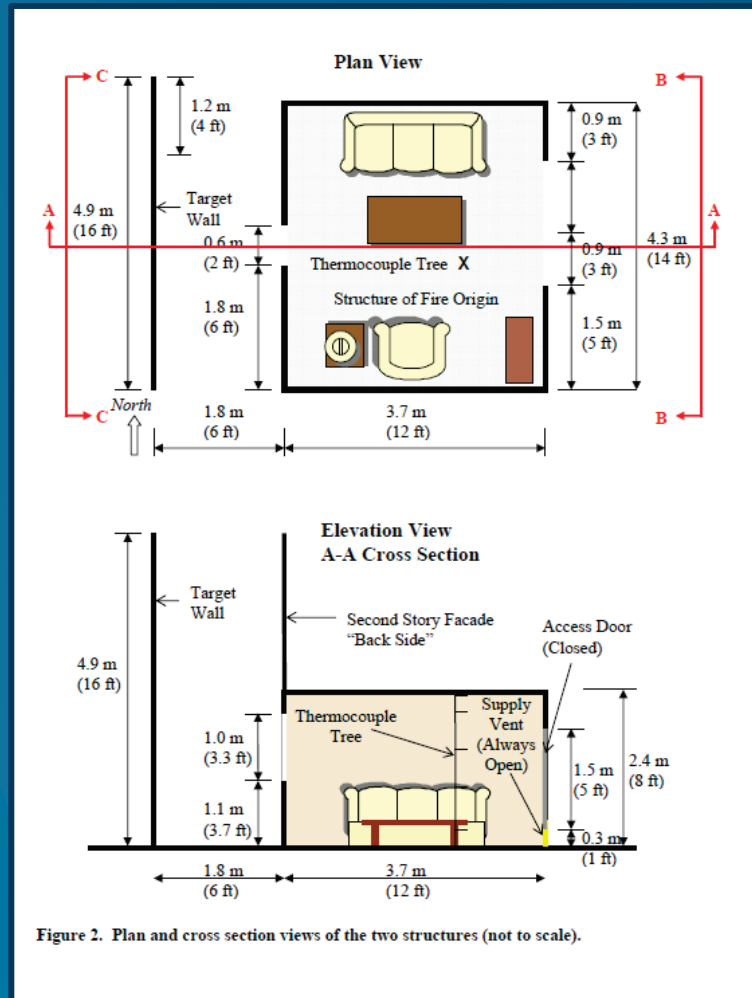 Plan View
C
B
1.2 m
(4 ft)
0.9 m
(3 ft)
Target
Wall
A
4.9 m
(16 ft)
A
0.6 m
(2 ft)
Thermocouple Tree X
0.9m
(3 ft)
4.3 m
(14 ft)
Structure of Fire Origin
1.8 m
(6 ft)
1.5 m
(5 ft)
North
C
B
1.8 m
(6 ft)
3.7 m
(12 ft)
Elevation View
A-A Cross Section
Target
Wall
Second Story Facade
"Back Side"
Access Door
(Closed)
4.9 m
(16 ft)
Thermocouple
Tree
Supply
Vent
(Always
Open)
1.0 m
(3.3 ft)
1.5 m
(5 ft)
2.4 m
(8 ft)
1.1 m
(3.7 ft)
0.3 m
(1 ft)
1.8 m
(6 ft)
3.7 m
(12 ft)
Figure 2. Plan and cross section views of the two structures (not to scale).